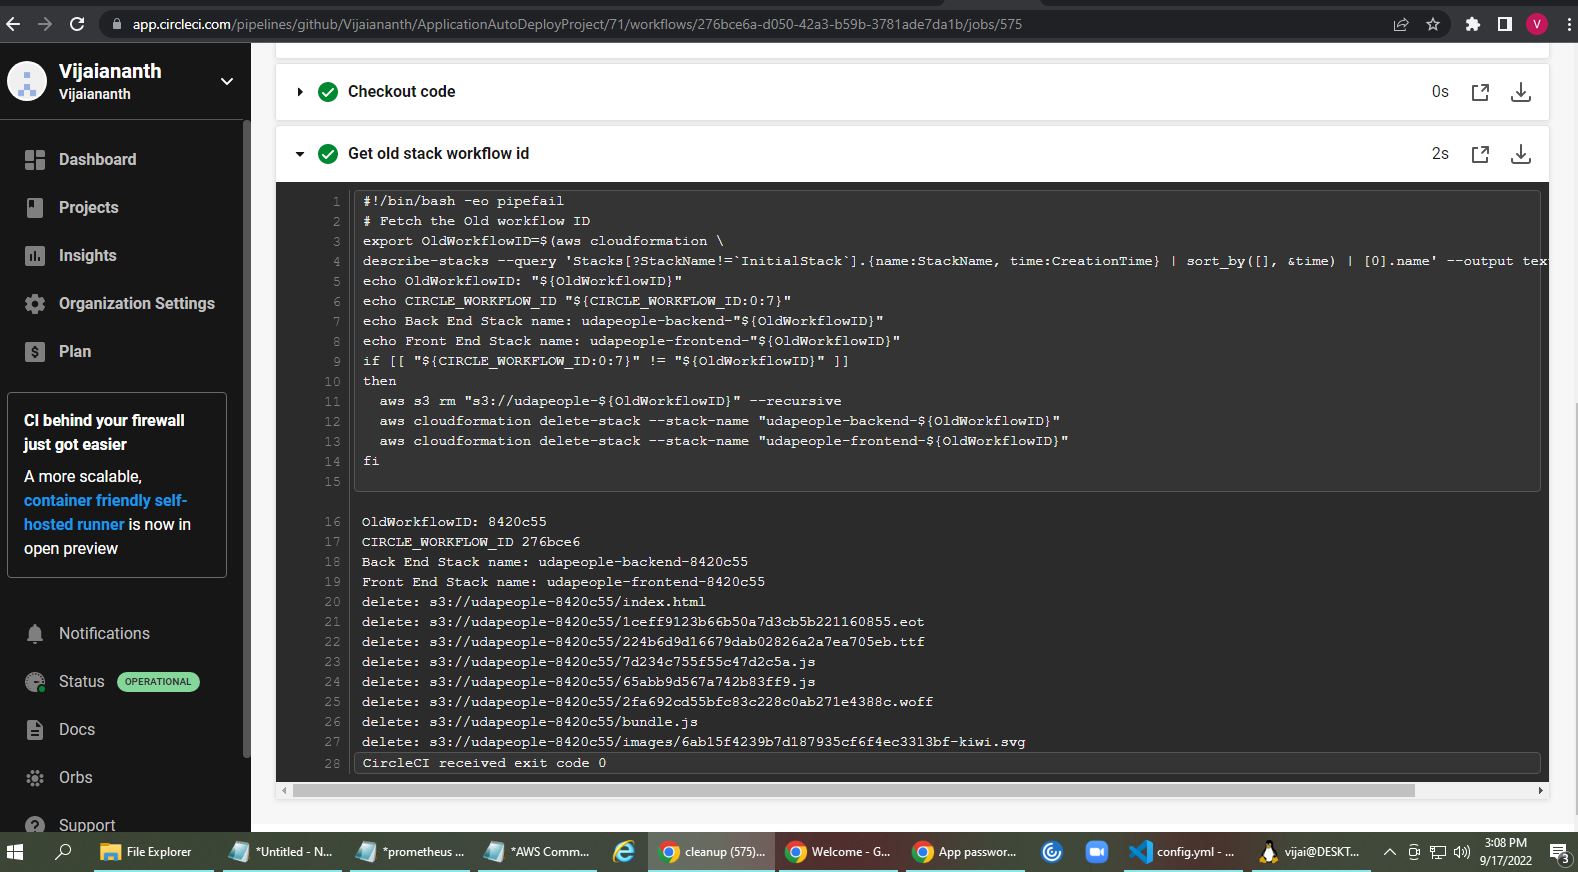 app.circleci.com/pipelines/github/Vijaiananth/ApplicationAutoDeployProject/71/workflows/276bce6a-d050-42a3-b59b-3781ade7da1b/jobs/575
V
Vijaiananth
Vijaiananth
Dashboard
Projects
Insights
Organization Settings
Plan
CI behind your firewall
just got easier
A more scalable,
container friendly self-
hosted runner is now in
open preview
Notifications
Status OPERATIONAL
Docs
Orbs
Support
Checkout code 0s
Get old stack workflow id 2s
1 #!/bin/bash -eo pipefail
2 # Fetch the Old workflow ID
3 export OldWorkflowID=$(aws cloudformation \
4 describe-stacks --query 'Stacks[?StackName!=`InitialStack`].{name:StackName, time:CreationTime} | sort_by([], &time) | [0].name' --output tex
5 echo OldWorkflowID: "${OldWorkflowID}"
6 echo CIRCLE_WORKFLOW_ID "${CIRCLE_WORKFLOW_ID:0:7}"
7 echo Back End Stack name: udapeople-backend-"${OldWorkflowID}"
8 echo Front End Stack name: udapeople-frontend-"${OldWorkflowID}"
9 if [[ "${CIRCLE_WORKFLOW_ID:0:7}" != "${OldWorkflowID}" ]]
10 then
11 aws s3 rm "s3://udapeople-${OldWorkflowID}" --recursive
12 aws cloudformation delete-stack --stack-name "udapeople-backend-${OldWorkflowID}"
13 aws cloudformation delete-stack --stack-name "udapeople-frontend-${OldWorkflowID}"
14 fi
15
16 OldWorkflowID: 8420c55
17 CIRCLE_WORKFLOW_ID 276bce6
18 Back End Stack name: udapeople-backend-8420c55
19 Front End Stack name: udapeople-frontend-8420c55
20 delete: s3://udapeople-8420c55/index.html
21 delete: s3://udapeople-8420c55/1ceff9123b66b50a7d3cb5b221160855.eot
22 delete: s3://udapeople-8420c55/224b6d9d16679dab02826a2a7ea705eb.ttf
23 delete: s3://udapeople-8420c55/7d234c755f55c47d2c5a.js
24 delete: s3://udapeople-8420c55/65abb9d567a742b83ff9.js
25 delete: s3://udapeople-8420c55/2fa692cd55bfc83c228c0ab271e4388c.woff
26 delete: s3://udapeople-8420c55/bundle.js
27 delete: s3://udapeople-8420c55/images/6ab15f4239b7d187935cf6f4ec3313bf-kiwi.svg
28 CircleCI received exit code 0
File Explorer
*Untitled - N...
*prometheus ...
*AWS Comm...
cleanup (575)...
Welcome - G...
App passwor...
config.yml - ...
vijai@DESKT...
3:08 PM
9/17/2022
3